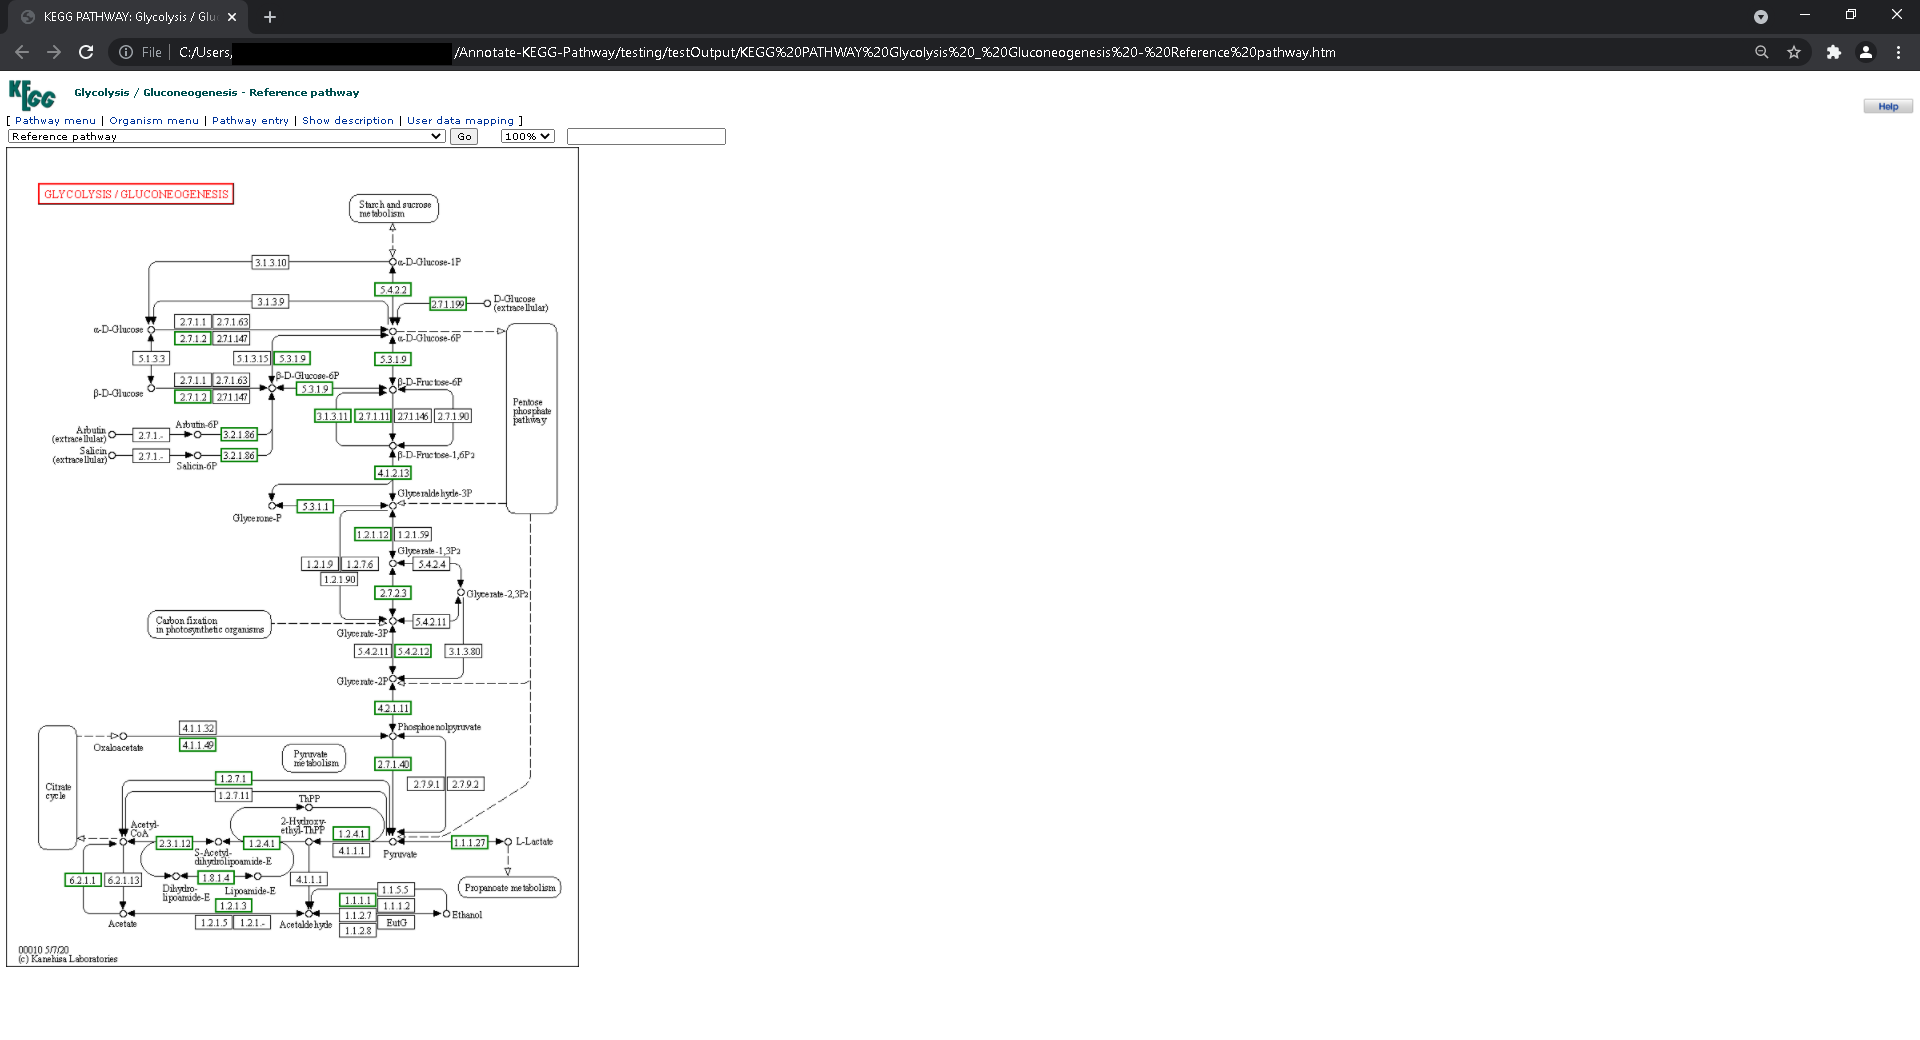 KEGG PATHWAY: Glycolysis / Glu
File
C:/Users,
/Annotate-KEGG-Pathway/testing/testOutput/KEGG%20PATHWAY%20Glycolysis%20_%20Gluconeogenesis%20-%20Reference%20pathway.htm
KEGG
Glycolysis / Gluconeogenesis - Reference pathway
Help
[ Pathway menu | Organism menu | Pathway entry | Show description | User data mapping ]
Reference pathway
Go
100%
GLYCOLYSIS / GLUCONEOGENESIS
Starch and sucrose
metabolism
3.1.3.10
α-D-Glucose-1P
5.4.2.2
3.1.3.9
2.7.1.199
D-Glucose
(extracellular)
α-D-Glucose
2.7.1.1 2.7.1.63
2.7.1.2 2.7.1.147
α-D-Glucose-6P
5.1.3.3
5.1.3.15 5.3.1.9
5.3.1.9
β-D-Glucose
2.7.1.1 2.7.1.63
2.7.1.2 2.7.1.147
β-D-Glucose-6P
5.3.1.9
β-D-Fructose-6P
3.1.3.11 2.7.1.11 2.7.1.146 2.7.1.90
Pentose
phosphate
pathway
Arbutin
(extracellular)
2.7.1.-
Arbutin-6P
3.2.1.86
Salicin
(extracellular)
2.7.1.-
Salicin-6P
3.2.1.86
β-D-Fructose-1,6P2
4.1.2.13
Glyceraldehyde-3P
5.3.1.1
Glycerone-P
1.2.1.12 1.2.1.59
Glycerate-1,3P2
1.2.1.9 1.2.7.6
1.2.1.90
5.4.2.4
2.7.2.3
Glycerate-2,3P2
Carbon fixation
in photosynthetic organisms
5.4.2.11
Glycerate-3P
5.4.2.11 5.4.2.12 3.1.3.80
Glycerate-2P
4.2.1.11
Phosphoenolpyruvate
4.1.1.32
4.1.1.49
Oxaloacetate
Pyruvate
metabolism
2.7.1.40
2.7.9.1 2.7.9.2
Citrate
cycle
1.2.7.1
1.2.7.11
ThPP
Acetyl-
CoA
2-Hydroxy-
ethyl-ThPP
2.3.1.12
1.2.4.1
1.2.4.1
4.1.1.1
Pyruvate
1.1.1.27
L-Lactate
S-Acetyl-
dihydrolipoamide-E
6.2.1.1 6.2.1.13
1.8.1.4
Dihydro-
lipoamide-E
Lipoamide-E
4.1.1.1
Propanoate metabolism
1.2.1.3
1.2.1.5 1.2.1.-
Acetate
Acetaldehyde
1.1.5.5
1.1.1.1 1.1.1.2
1.1.2.7 EutG
1.1.2.8
Ethanol
00010 5/7/20
(c) Kanehisa Laboratories